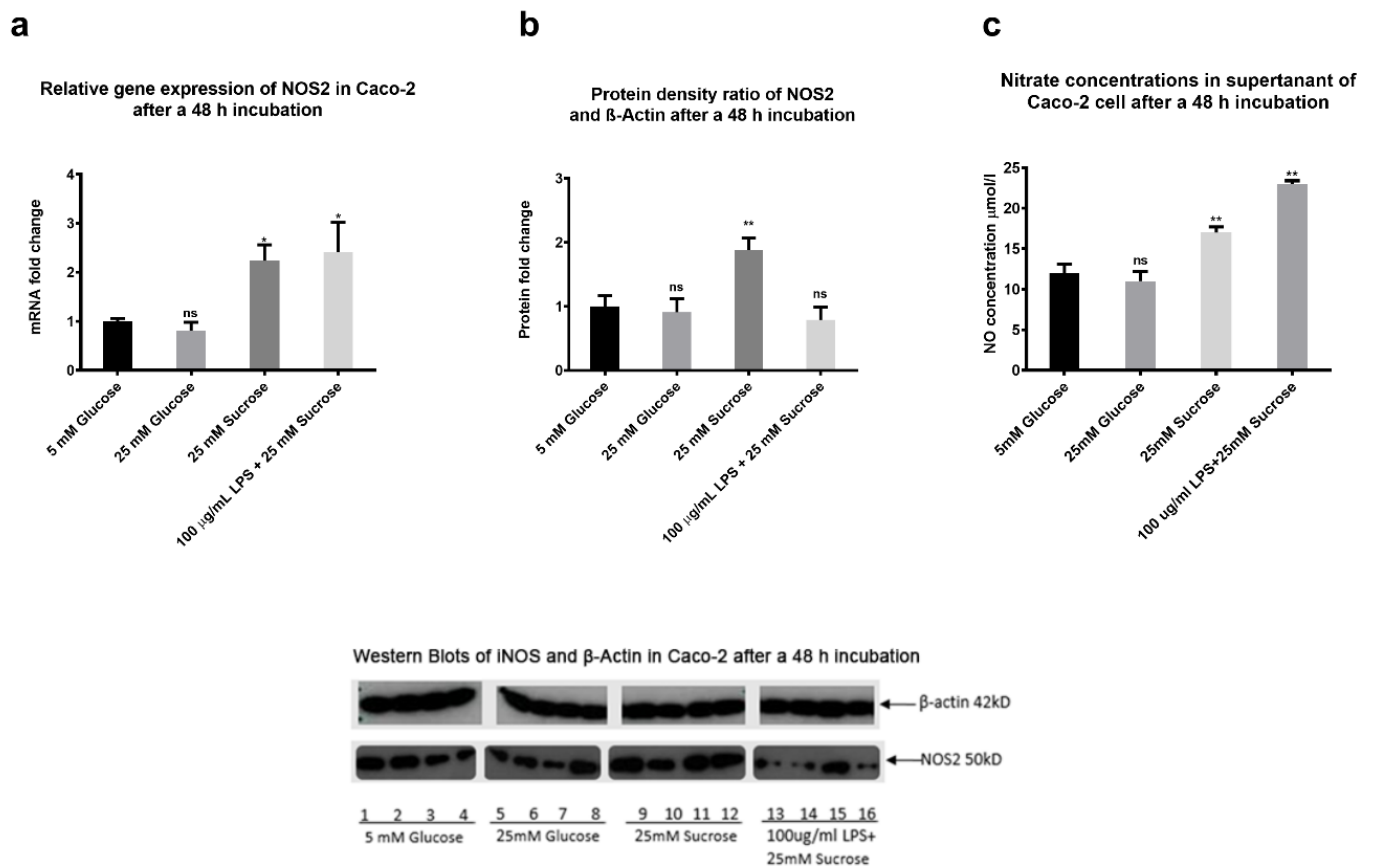 a
Relative gene expression of NOS2 in Caco-2
after a 48 h incubation
mRNA fold change
4
3
2
1
0
ns
*
*
5 mM Glucose
25 mM Glucose
25 mM Sucrose
100 μg/mL LPS + 25 mM Sucrose
b
Protein density ratio of NOS2
and ß-Actin after a 48 h incubation
Protein fold change
3
2
1
0
ns
**
ns
5 mM Glucose
25 mM Glucose
25 mM Sucrose
100 μg/mL LPS + 25 mM Sucrose
c
Nitrate concentrations in supertanant of
Caco-2 cell after a 48 h incubation
NO concentration μmol/l
25
20
15
10
5
0
ns
**
**
5mM Glucose
25mM Glucose
25mM Sucrose
100 ug/ml LPS+25mM Sucrose
Western Blots of iNOS and β-Actin in Caco-2 after a 48 h incubation
β-actin 42kD
NOS2 50kD
1 2 3 4 5 6 7 8 9 10 11 12 13 14 15 16
5 mM Glucose
25mM Glucose
25mM Sucrose
100ug/ml LPS+
25mM Sucrose